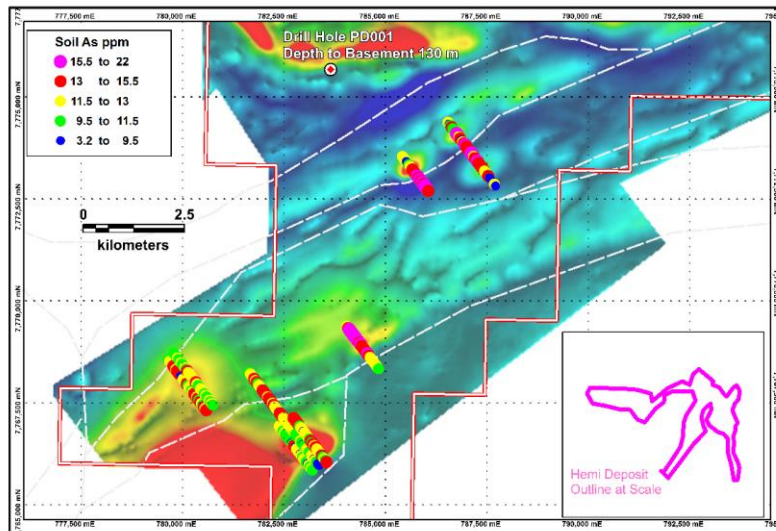 777,500 mE
780,000 mE
782,500 mE
785,000 mE
787,500 mE
790,000 mE
792,500 mE
Soil As ppm
15.5 to 22
13 to 15.5
11.5 to 13
9.5 to 11.5
3.2 to 9.5
Drill Hole PD001
Depth to Basement 130 m
7,775,000 mN
7,772,500 mN
0 2.5
kilometers
7,770,000 mN
7,767,500 mN
Hemi Deposit
Outline at Scale
777,500 mE
780,000 mE
782,500 mE
785,000 mE
787,500 mE
790,000 mE
792,500 mE